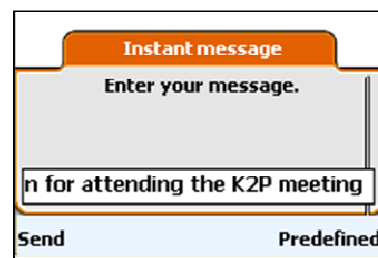 Instant message
Enter your message.
n for attending the K2P meeting
Send Predefined